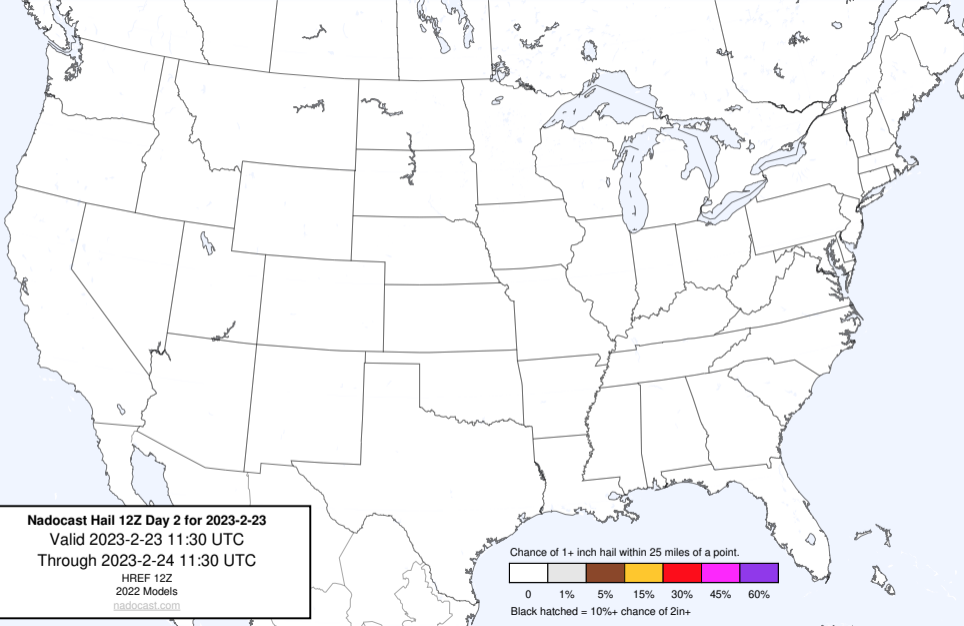 Nadocast Hail 12Z Day 2 for 2023-2-23
Valid 2023-2-23 11:30 UTC
Through 2023-2-24 11:30 UTC
HREF 12Z
2022 Models
nadocast.com
Chance of 1+ inch hail within 25 miles of a point.
0 1% 5% 15% 30% 45% 60%
Black hatched = 10%+ chance of 2in+